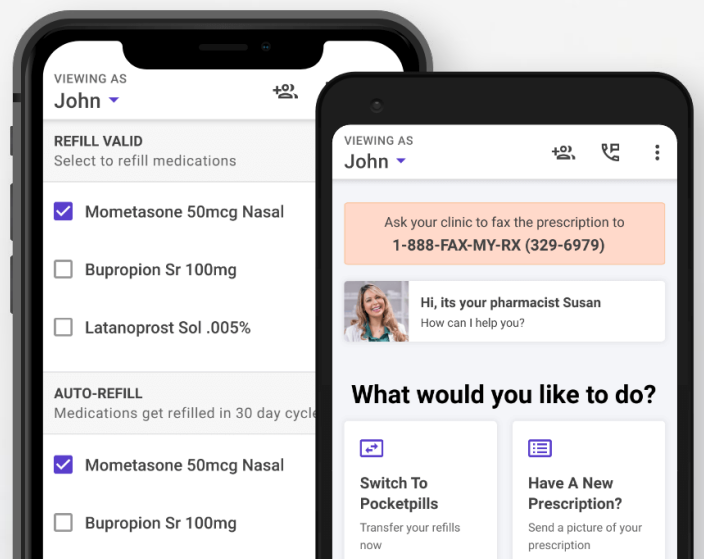 VIEWING AS
John
REFILL VALID
Select to refill medications
Mometasone 50mcg Nasal
Bupropion Sr 100mg
Latanoprost Sol .005%
AUTO-REFILL
Medications get refilled in 30 day cycle
Mometasone 50mcg Nasal
Bupropion Sr 100mg
VIEWING AS
John
Ask your clinic to fax the prescription to
1-888-FAX-MY-RX (329-6979)
Hi, its your pharmacist Susan
How can I help you?
What would you like to do?
Switch To
Pocketpills
Transfer your refills
now
Have A New
Prescription?
Send a picture of your
prescription